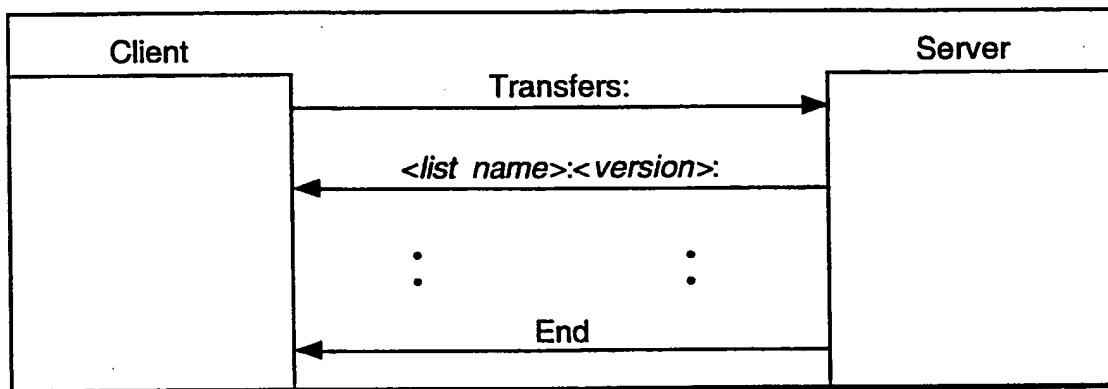 Client
Server
Transfers:
<list name>:<version>:
: :
End